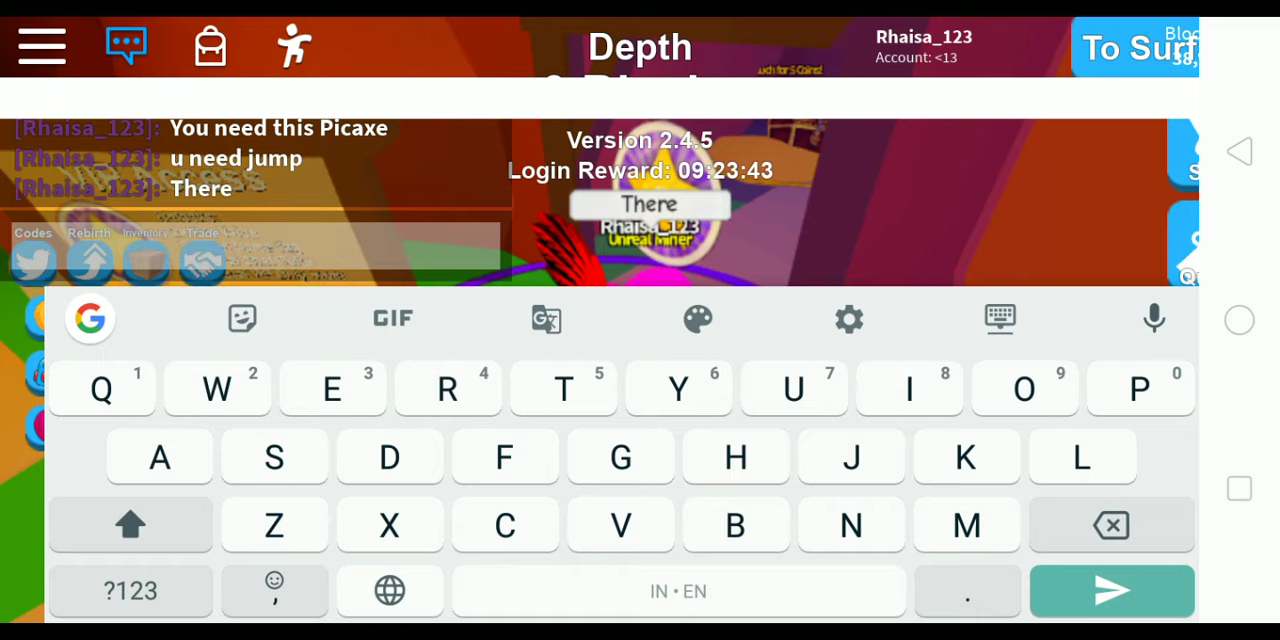 Depth
Rhaisa_123
Account: <13
To Surf
Bloc
38,
[Rhaisa_123]: You need this Picaxe
[Rhaisa_123]: u need jump
[Rhaisa_123]: There
Version 2.4.5
Login Reward: 09:23:43
There
Rhaisa_123
Unreal Miner
Codes Rebirth Inventory Trade
GIF
Q 1 W 2 E 3 R 4 T 5 Y 6 U 7 I 8 O 9 P 0
A S D F G H J K L
Z X C V B N M
?123 , IN • EN .